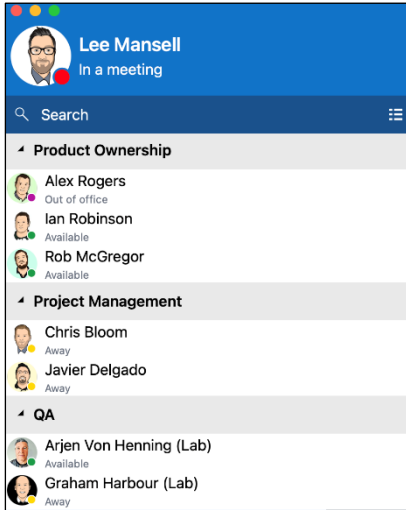 Lee Mansell
In a meeting
Search
Product Ownership
Alex Rogers
Out of office
Ian Robinson
Available
Rob McGregor
Available
Project Management
Chris Bloom
Away
Javier Delgado
Away
QA
Arjen Von Henning (Lab)
Available
Graham Harbour (Lab)
Away